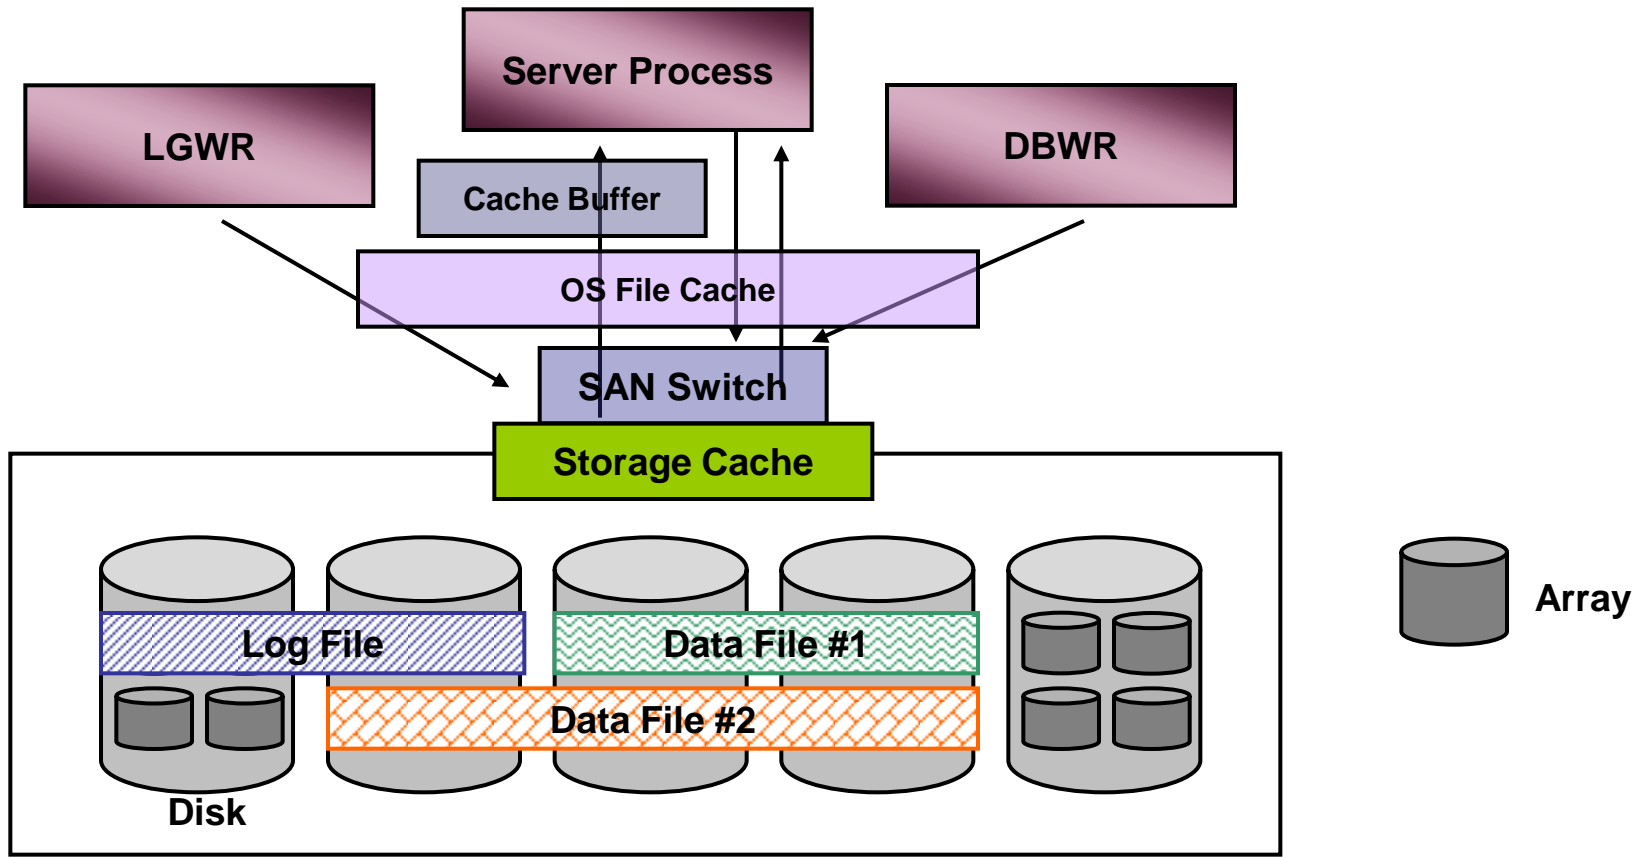 Server Process
LGWR
DBWR
Cache Buffer
OS File Cache
SAN Switch
Storage Cache
Array
Log File
Data File #1
Data File #2
Disk